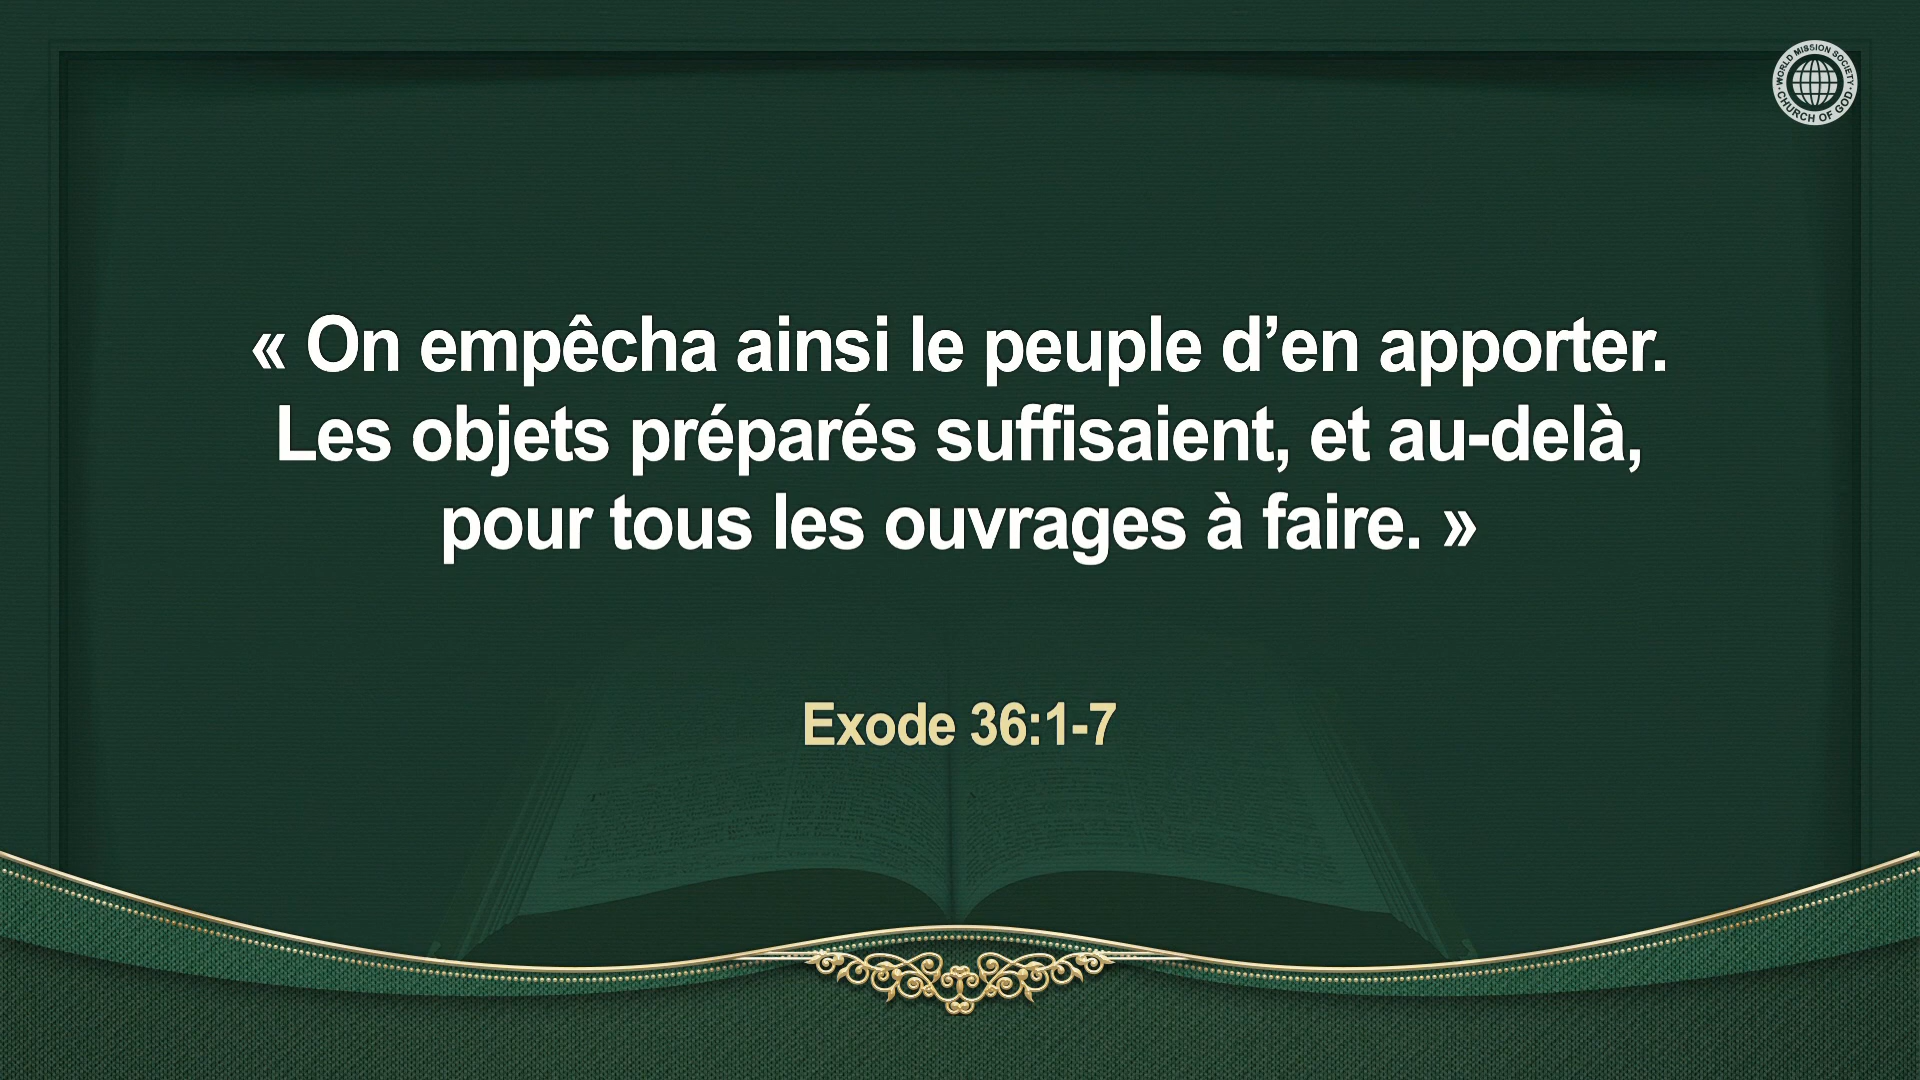 WORLD MISSION SOCIETY
CHURCH OF GOD
« On empêcha ainsi le peuple d’en apporter.
Les objets préparés suffisaient, et au-delà,
pour tous les ouvrages à faire. »
Exode 36:1-7